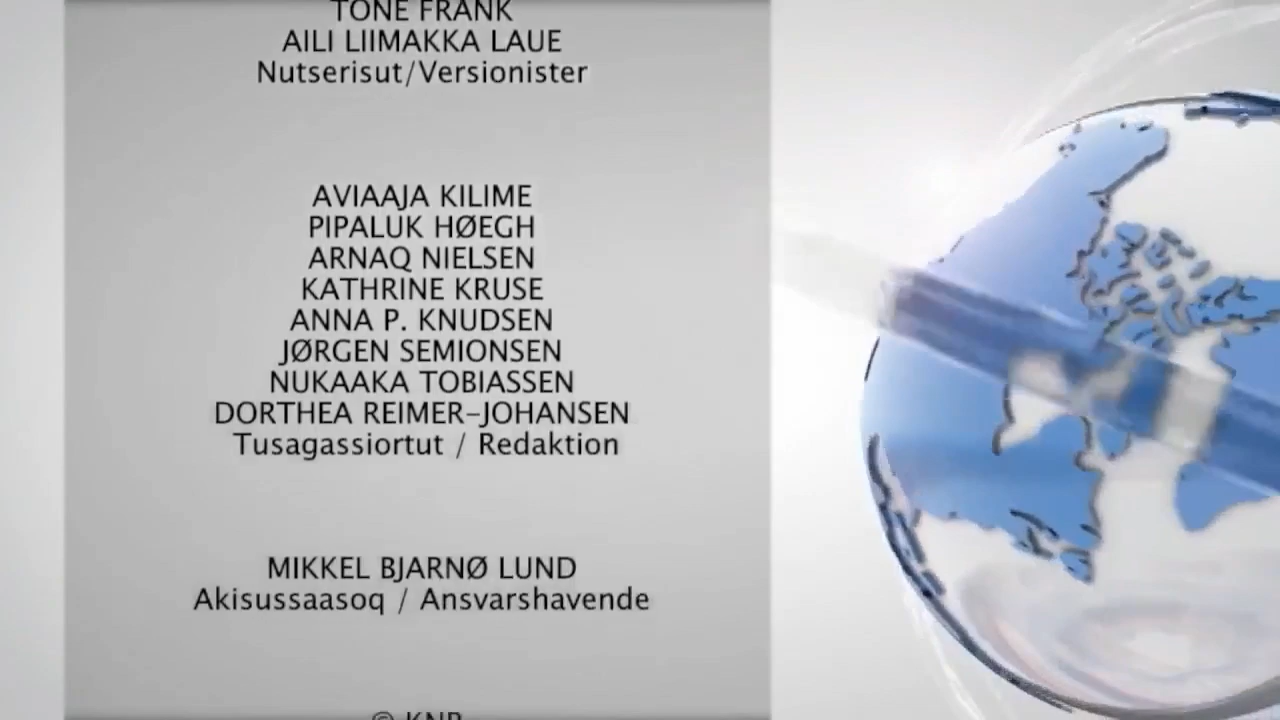 TONE FRANK
AILI LIIMAKKA LAUE
Nutserisut/Versionister
AVIAAJA KILIME
PIPALUK HØEGH
ARNAQ NIELSEN
KATHRINE KRUSE
ANNA P. KNUDSEN
JØRGEN SEMIONSEN
NUKAAKA TOBIASSEN
DORTHEA REIMER-JOHANSEN
Tusagassiortut / Redaktion
MIKKEL BJARNØ LUND
Akisussaasoq / Ansvarshavende
© KNR